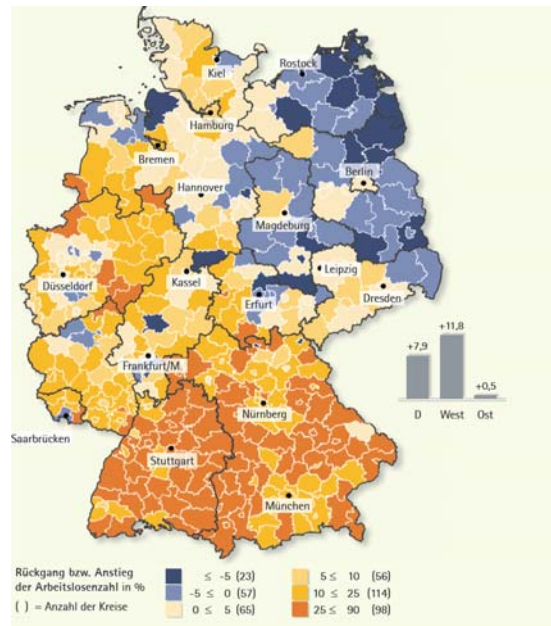 Kiel
Rostock
Hamburg
Bremen
Berlin
Hannover
Magdeburg
Düsseldorf
Kassel
Leipzig
Erfurt
Dresden
Frankfurt/M.
Saarbrücken
Nürnberg
Stuttgart
München
+7,9
+11,8
+0,5
D West Ost
Rückgang bzw. Anstieg
der Arbeitslosenzahl in %
( ) = Anzahl der Kreise
≤ -5 (23)
-5 ≤ 0 (57)
0 ≤ 5 (65)
5 ≤ 10 (56)
10 ≤ 25 (114)
25 ≤ 90 (98)